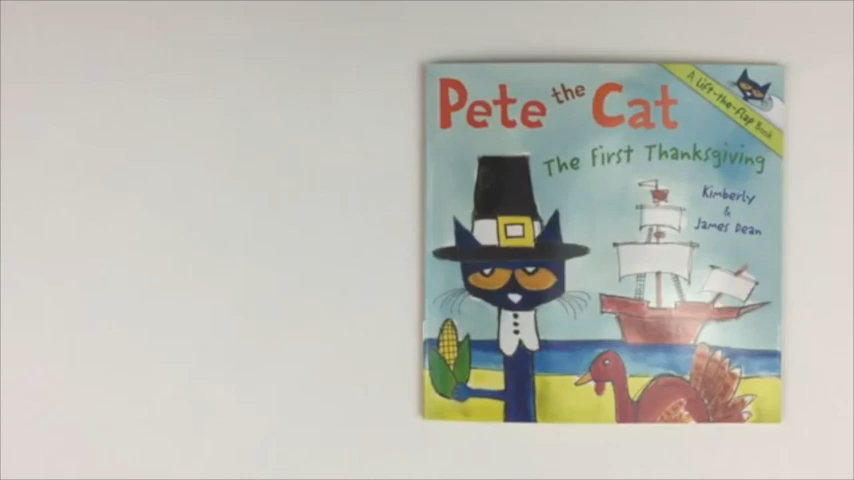 Pete the Cat
A Lift-the-Flap Book
The First Thanksgiving
Kimberly
&
James Dean